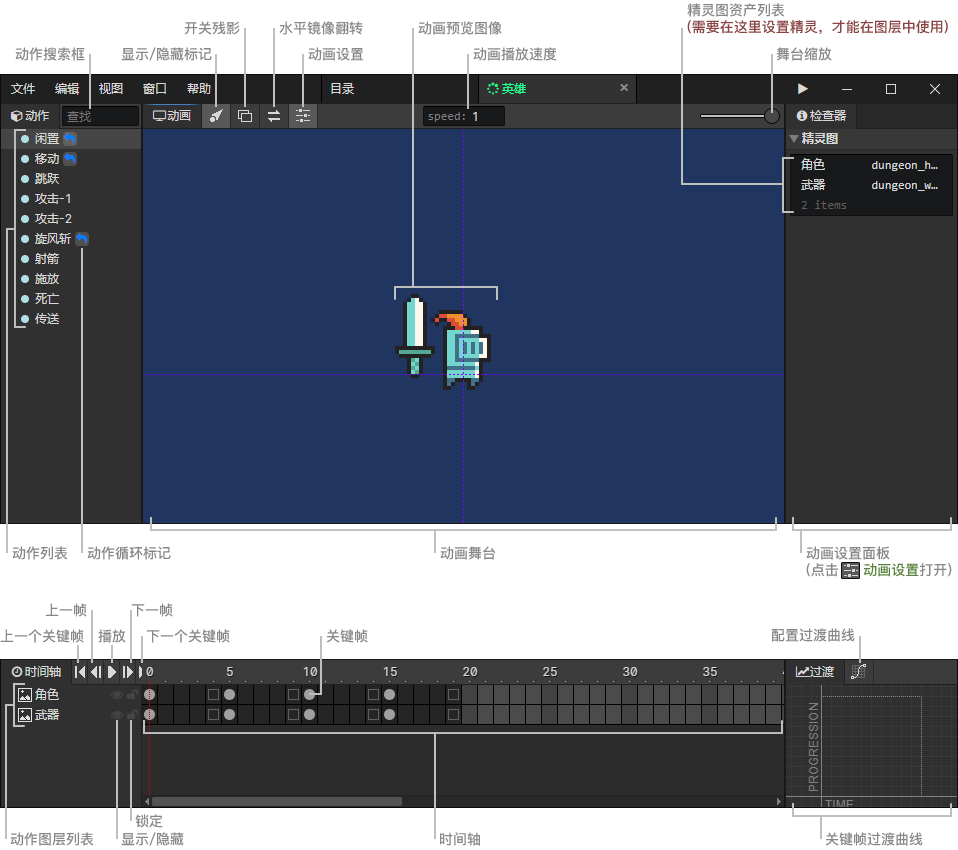 精灵图资产列表
(需要在这里设置精灵，才能在图层中使用)
开关残影
水平镜像翻转
动画预览图像
动作搜索框
显示/隐藏标记
动画设置
动画播放速度
舞台缩放
文件 编辑 视图 窗口 帮助 目录 英雄
动作 查找 动画 speed: 1 检查器
闲置
移动
跳跃
攻击-1
攻击-2
旋风斩
射箭
施放
死亡
传送
精灵图
角色 dungeon_h…
武器 dungeon_w…
2 items
动作列表
动作循环标记
动画舞台
动画设置面板
(点击 动画设置打开)
上一帧
下一帧
上一个关键帧
播放
下一个关键帧
关键帧
配置过渡曲线
时间轴 0 5 10 15 20 25 30 35 过渡
角色
武器
PROGRESSION
TIME
锁定
动作图层列表
显示/隐藏
时间轴
关键帧过渡曲线